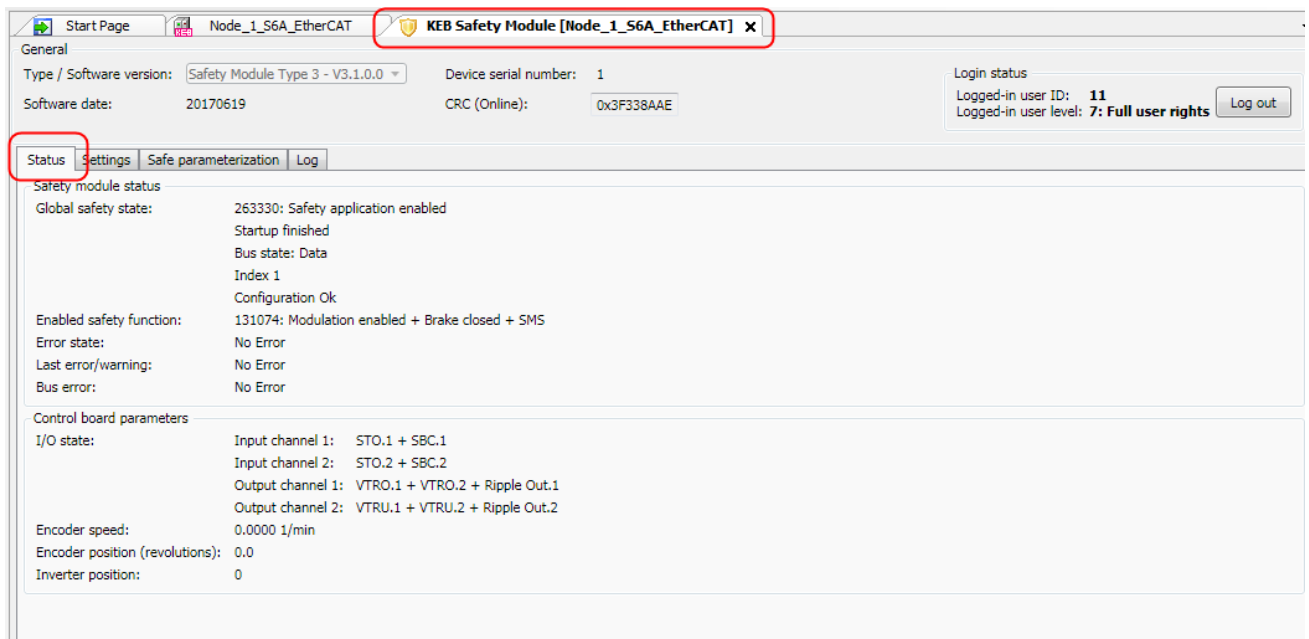 Start Page Node_1_S6A_EtherCAT KEB Safety Module [Node_1_S6A_EtherCAT] x
General
Type / Software version: Safety Module Type 3 - V3.1.0.0 Device serial number: 1
Software date: 20170619 CRC (Online): 0x3F338AAE
Login status
Logged-in user ID: 11
Logged-in user level: 7: Full user rights
Log out
Status Settings Safe parameterization Log
Safety module status
Global safety state: 263330: Safety application enabled
Startup finished
Bus state: Data
Index 1
Configuration Ok
Enabled safety function: 131074: Modulation enabled + Brake closed + SMS
Error state: No Error
Last error/warning: No Error
Bus error: No Error
Control board parameters
I/O state: Input channel 1: STO.1 + SBC.1
Input channel 2: STO.2 + SBC.2
Output channel 1: VTRO.1 + VTRO.2 + Ripple Out.1
Output channel 2: VTRU.1 + VTRU.2 + Ripple Out.2
Encoder speed: 0.0000 1/min
Encoder position (revolutions): 0.0
Inverter position: 0